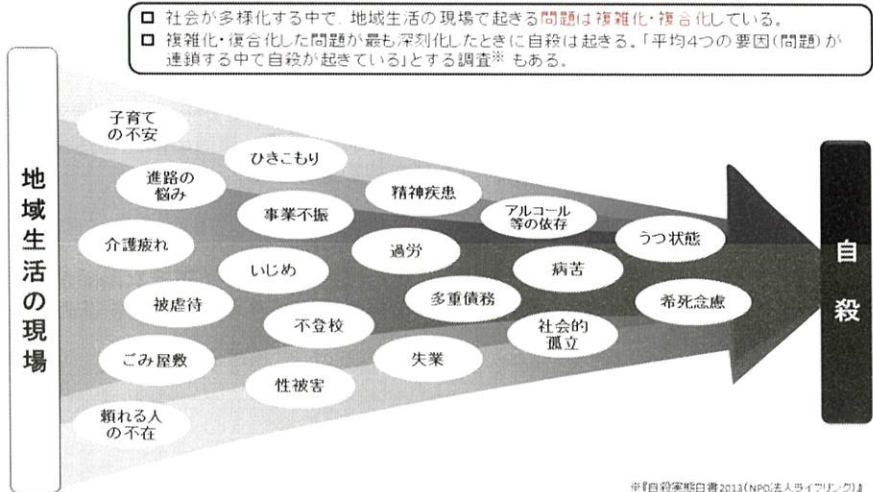 □ 社会が多様化する中で、地域生活の現場で起きる問題は複雑化・複合化している。
□ 複雑化・復合化した問題が最も深刻化したときに自殺は起きる。「平均4つの要因(問題)が
連鎖する中で自殺が起きている」とする調査※ もある。
地域生活の現場
子育て
の不安
ひきこもり
進路の
悩み
精神疾患
事業不振
アルコール
等の依存
介護疲れ
過労
うつ状態
いじめ
病苦
被虐待
多重債務
希死念慮
不登校
社会的
孤立
ごみ屋敷
失業
性被害
頼れる人
の不在
自殺
※『自殺実態白書2013(NPO法人ライフリンク)』